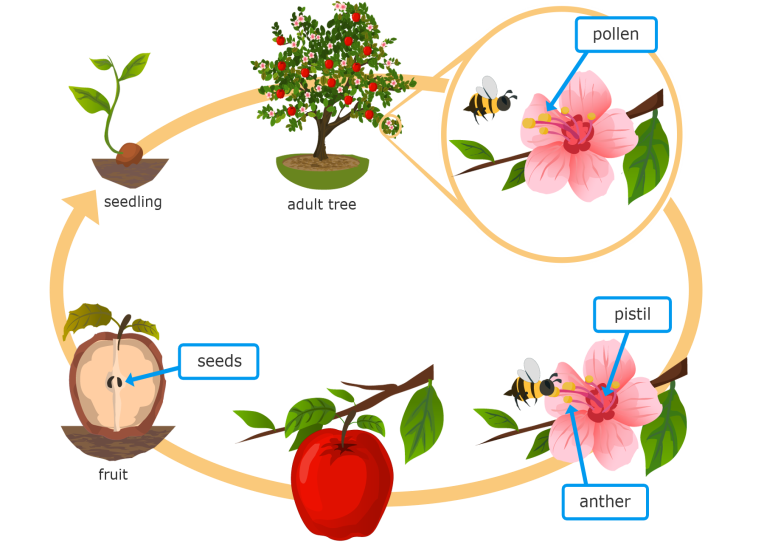 pollen
seedling
adult tree
pistil
seeds
fruit
anther